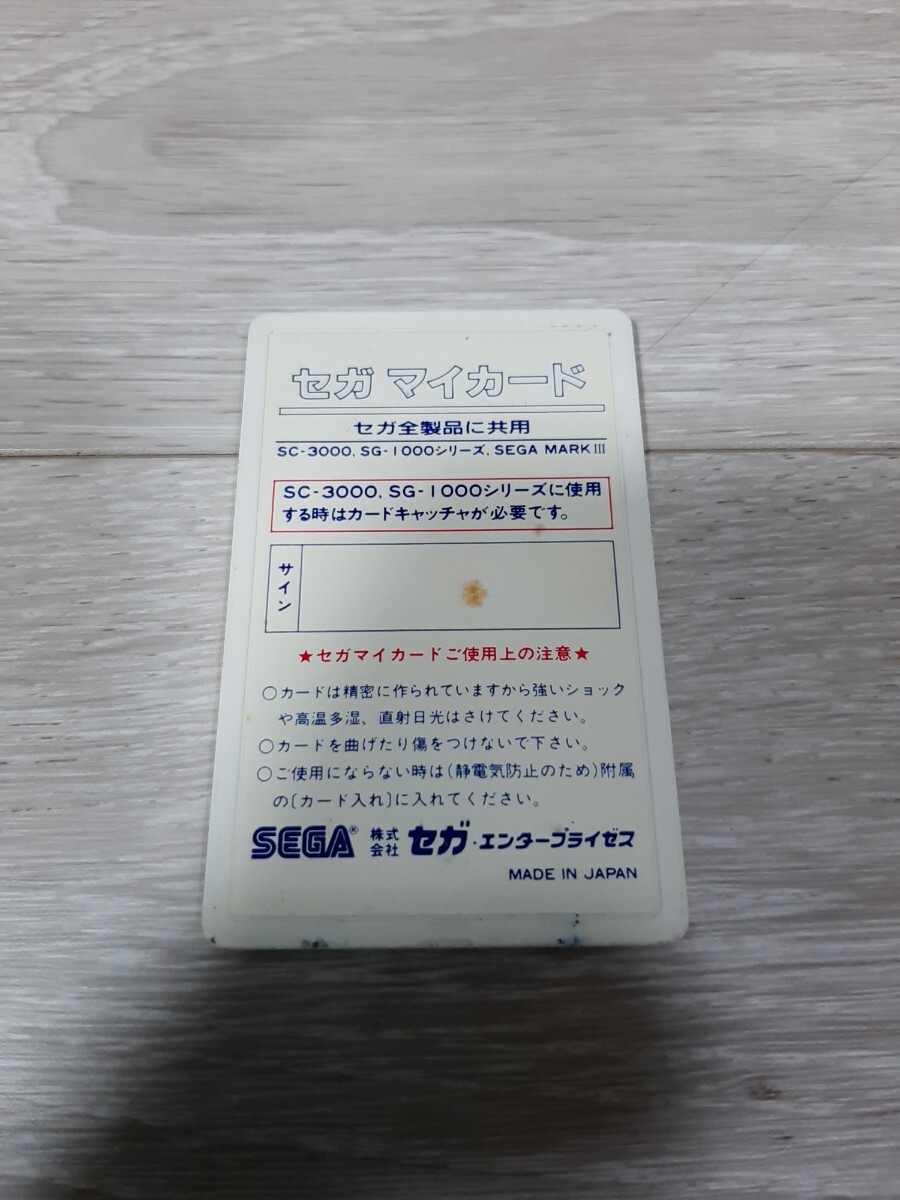 セガ マイカード
セガ全製品に共用
SC-3000, SG-1000シリーズ, SEGA MARK III
SC-3000, SG-1000シリーズに使用
する時はカードキャッチャが必要です。
サイン
★セガマイカードご使用上の注意★
○カードは精密に作られていますから強いショック
や高温多湿、直射日光はさけてください。
○カードを曲げたり傷をつけないで下さい。
○ご使用にならない時は(静電気防止のため)附属
の〔カード入れ〕に入れてください。
SEGA® 株式会社 セガ・エンタープライゼス
MADE IN JAPAN